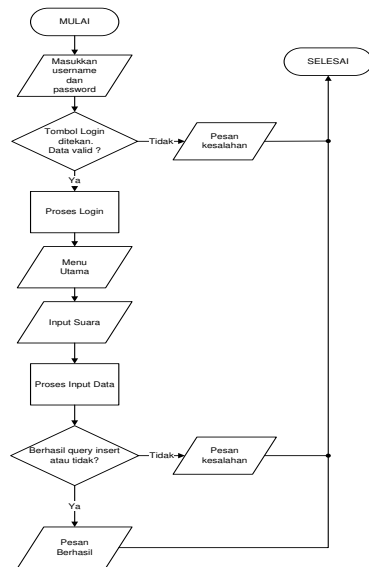 MULAI
Masukkan
username
dan
password
SELESAI
Tombol Login
ditekan.
Data valid ?
Tidak
Pesan
kesalahan
Ya
Proses Login
Menu
Utama
Input Suara
Proses Input Data
Berhasil query insert
atau tidak?
Tidak
Pesan
kesalahan
Ya
Pesan
Berhasil